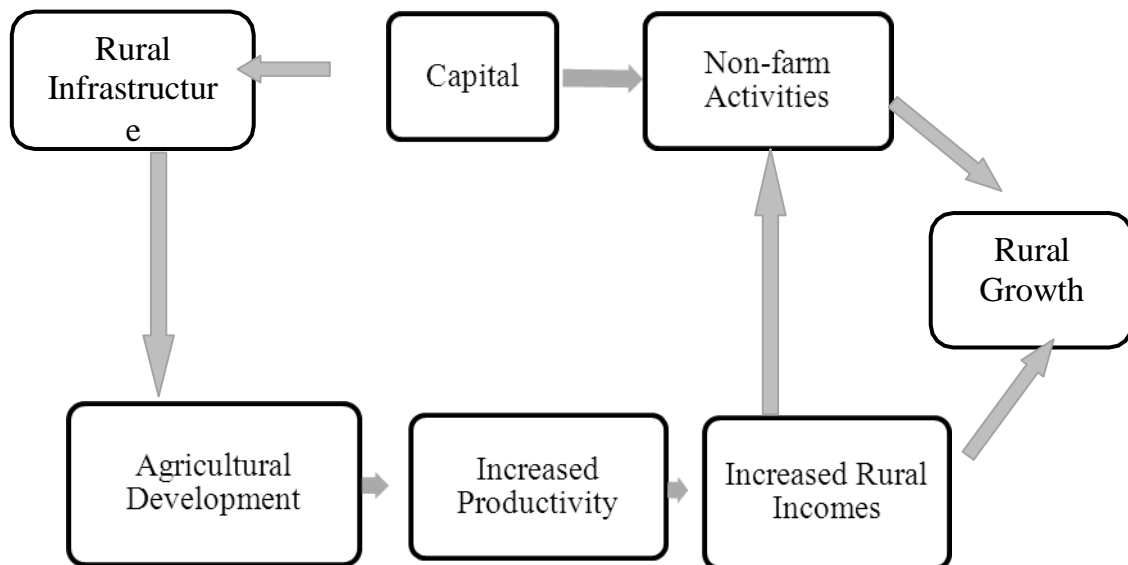 Rural
Infrastructur
e
Capital
Non-farm
Activities
Rural
Growth
Agricultural
Development
Increased
Productivity
Increased Rural
Incomes